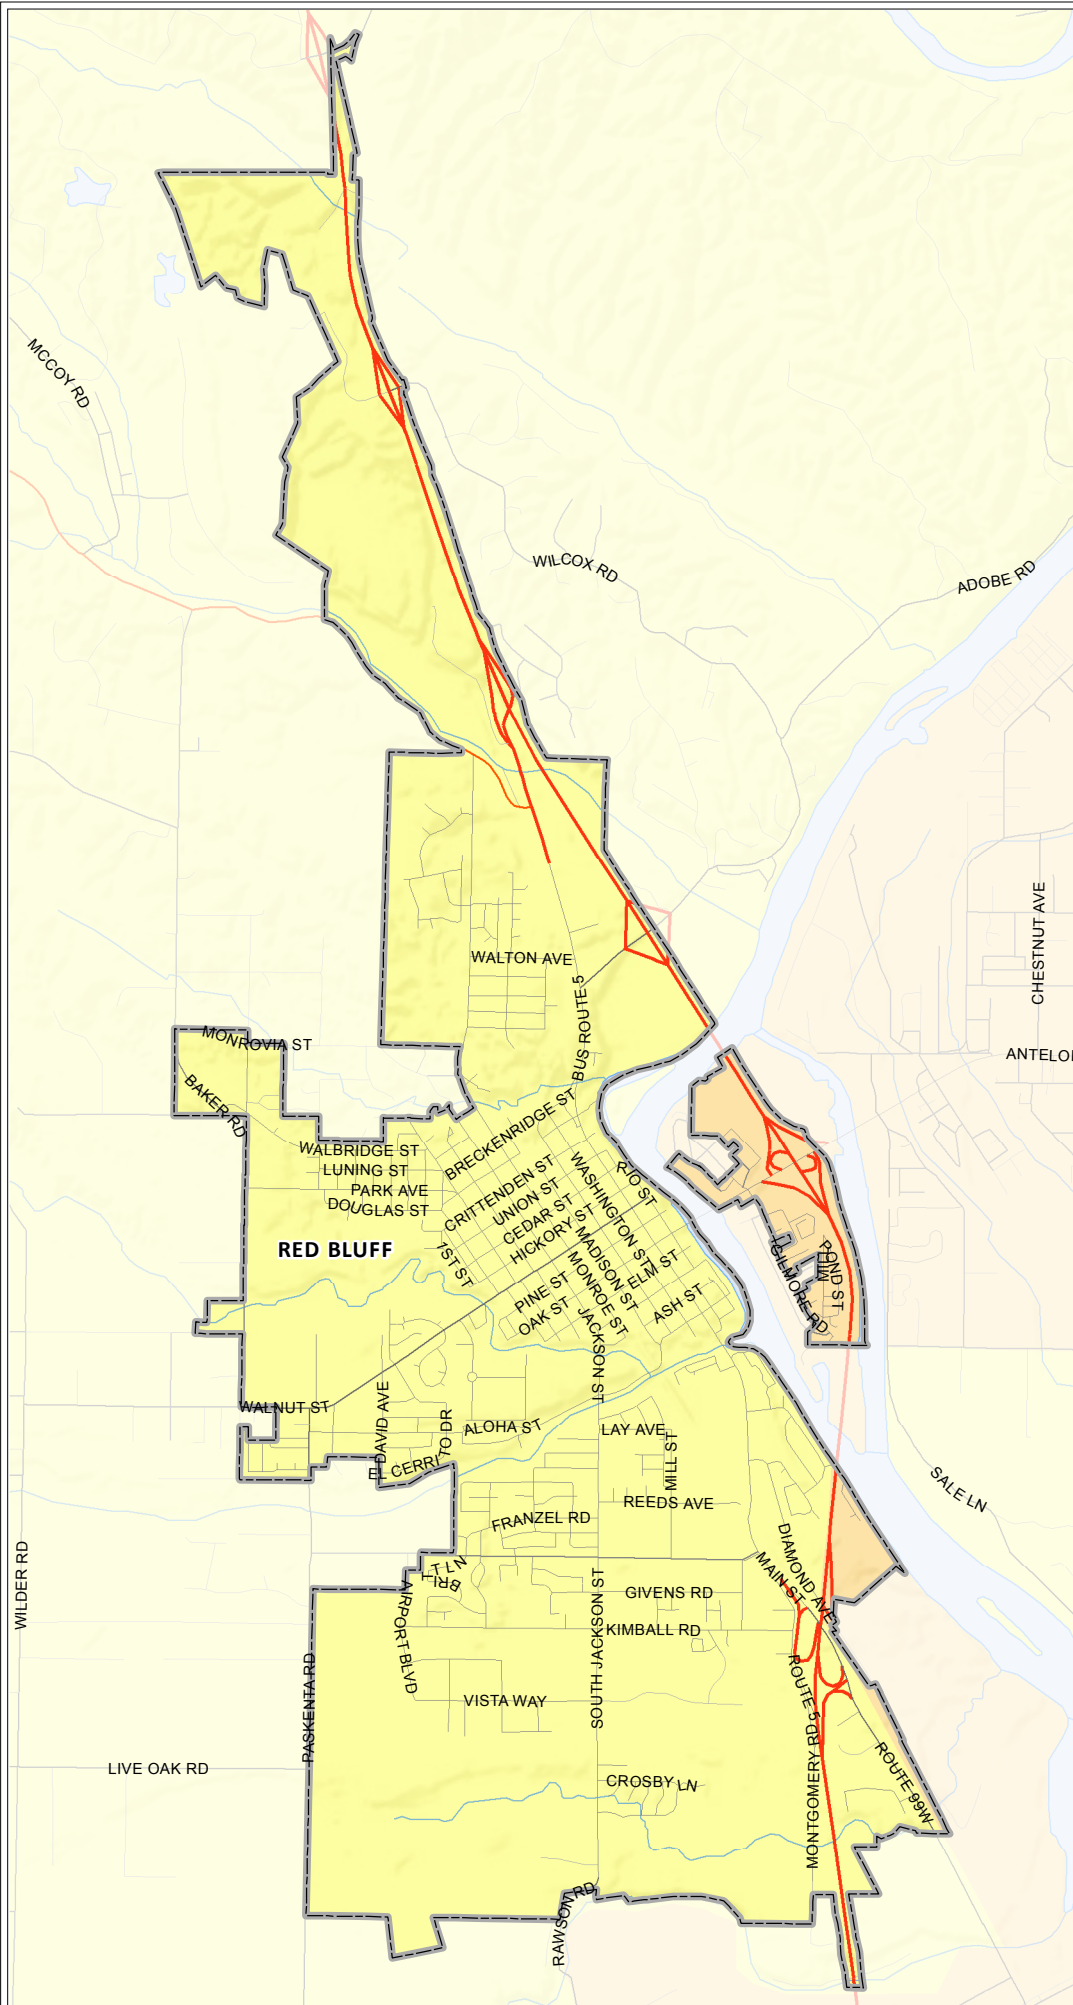 MCCOY RD
WILCOX RD
ADOBE RD
CHESTNUT AVE
WALTON AVE
BUS ROUTE 5
MONROVIA ST
BAKER RD
WALBRIDGE ST
LUNING ST
PARK AVE
DOUGLAS ST
BRECKENRIDGE ST
CRITTENDEN ST
UNION ST
CEDAR ST
HICKORY ST
WASHINGTON ST
RIO ST
MADISON ST
MONROE ST
ELM ST
ASH ST
1ST ST
PINE ST
OAK ST
JACKSON ST
RED BLUFF
GILMORE RD
POND ST
WALNUT ST
DAVID AVE
EL CERRITO DR
ALOHA ST
LAY AVE
MILL ST
REEDS AVE
FRANZEL RD
SALE LN
WILDER RD
DIAMOND AVE
MAIN ST
BRITT LN
AIRPORT BLVD
GIVENS RD
KIMBALL RD
SOUTH JACKSON ST
VISTA WAY
PASKENTA RD
LIVE OAK RD
CROSBY LN
ROUTE 5
MONTGOMERY RD
ROUTE 99W
RAWSON RD